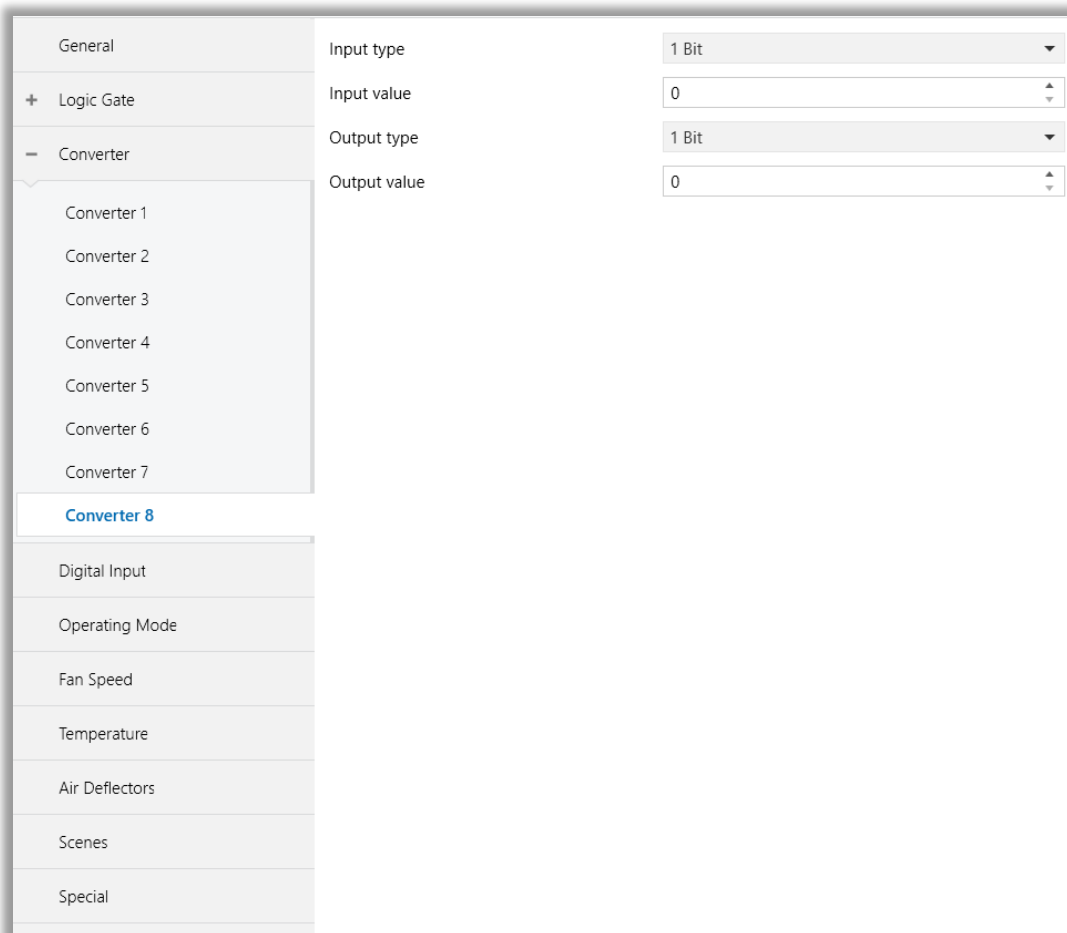 General
Logic Gate
Converter
Converter 1
Converter 2
Converter 3
Converter 4
Converter 5
Converter 6
Converter 7
Converter 8
Digital Input
Operating Mode
Fan Speed
Temperature
Air Deflectors
Scenes
Special
Input type 1 Bit
Input value 0
Output type 1 Bit
Output value 0